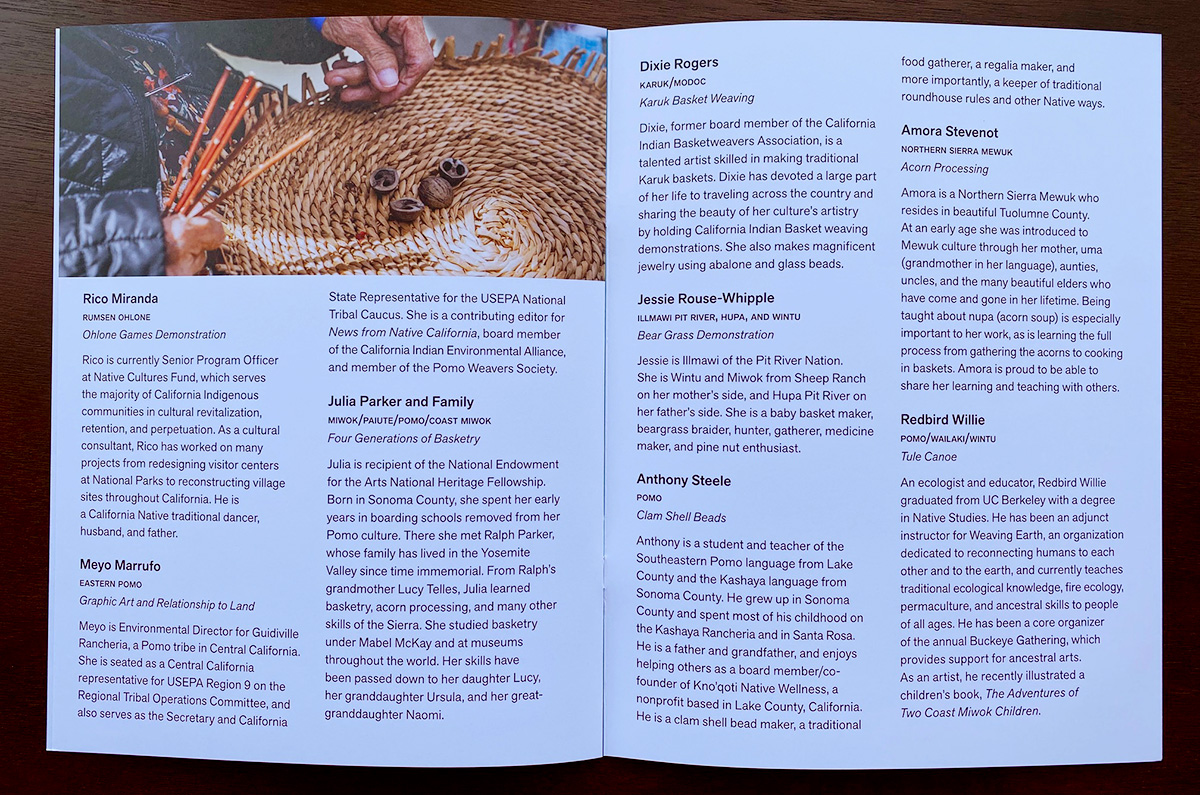 Rico Miranda
RUMSEN OHLONE
Ohlone Games Demonstration
Rico is currently Senior Program Officer
at Native Cultures Fund, which serves
the majority of California Indigenous
communities in cultural revitalization,
retention, and perpetuation. As a cultural
consultant, Rico has worked on many
projects from redesigning visitor centers
at National Parks to reconstructing village
sites throughout California. He is
a California Native traditional dancer,
husband, and father.
Meyo Marrufo
EASTERN POMO
Graphic Art and Relationship to Land
Meyo is Environmental Director for Guidiville
Rancheria, a Pomo tribe in Central California.
She is seated as a Central California
representative for USEPA Region 9 on the
Regional Tribal Operations Committee, and
also serves as the Secretary and California
State Representative for the USEPA National
Tribal Caucus. She is a contributing editor for
News from Native California, board member
of the California Indian Environmental Alliance,
and member of the Pomo Weavers Society.
Julia Parker and Family
MIWOK/PAIUTE/POMO/COAST MIWOK
Four Generations of Basketry
Julia is recipient of the National Endowment
for the Arts National Heritage Fellowship.
Born in Sonoma County, she spent her early
years in boarding schools removed from her
Pomo culture. There she met Ralph Parker,
whose family has lived in the Yosemite
Valley since time immemorial. From Ralph's
grandmother Lucy Telles, Julia learned
basketry, acorn processing, and many other
skills of the Sierra. She studied basketry
under Mabel McKay and at museums
throughout the world. Her skills have
been passed down to her daughter Lucy,
her granddaughter Ursula, and her great-
granddaughter Naomi.
Dixie Rogers
KARUK/MODOC
Karuk Basket Weaving
Dixie, former board member of the California
Indian Basketweavers Association, is a
talented artist skilled in making traditional
Karuk baskets. Dixie has devoted a large part
of her life to traveling across the country and
sharing the beauty of her culture's artistry
by holding California Indian Basket weaving
demonstrations. She also makes magnificent
jewelry using abalone and glass beads.
Jessie Rouse-Whipple
ILLMAWI PIT RIVER, HUPA, AND WINTU
Bear Grass Demonstration
Jessie is Illmawi of the Pit River Nation.
She is Wintu and Miwok from Sheep Ranch
on her mother's side, and Hupa Pit River on
her father's side. She is a baby basket maker,
beargrass braider, hunter, gatherer, medicine
maker, and pine nut enthusiast.
Anthony Steele
POMO
Clam Shell Beads
Anthony is a student and teacher of the
Southeastern Pomo language from Lake
County and the Kashaya language from
Sonoma County. He grew up in Sonoma
County and spent most of his childhood on
the Kashaya Rancheria and in Santa Rosa.
He is a father and grandfather, and enjoys
helping others as a board member/co-
founder of Kno'qoti Native Wellness, a
nonprofit based in Lake County, California.
He is a clam shell bead maker, a traditional
food gatherer, a regalia maker, and
more importantly, a keeper of traditional
roundhouse rules and other Native ways.
Amora Stevenot
NORTHERN SIERRA MEWUK
Acorn Processing
Amora is a Northern Sierra Mewuk who
resides in beautiful Tuolumne County.
At an early age she was introduced to
Mewuk culture through her mother, uma
(grandmother in her language), aunties,
uncles, and the many beautiful elders who
have come and gone in her lifetime. Being
taught about nupa (acorn soup) is especially
important to her work, as is learning the full
process from gathering the acorns to cooking
in baskets. Amora is proud to be able to
share her learning and teaching with others.
Redbird Willie
POMO/WAILAKI/WINTU
Tule Canoe
An ecologist and educator, Redbird Willie
graduated from UC Berkeley with a degree
in Native Studies. He has been an adjunct
instructor for Weaving Earth, an organization
dedicated to reconnecting humans to each
other and to the earth, and currently teaches
traditional ecological knowledge, fire ecology,
permaculture, and ancestral skills to people
of all ages. He has been a core organizer
of the annual Buckeye Gathering, which
provides support for ancestral arts.
As an artist, he recently illustrated a
children's book, The Adventures of
Two Coast Miwok Children.